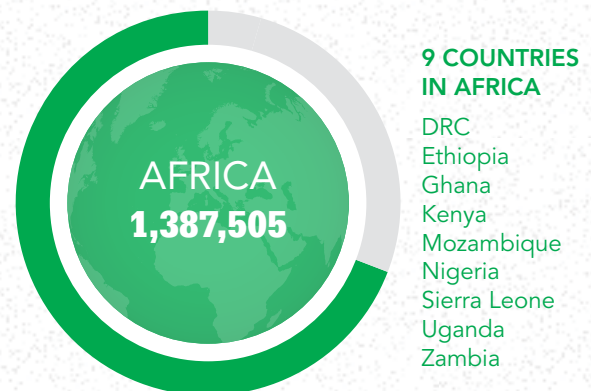 AFRICA
1,387,505
9 COUNTRIES
IN AFRICA
DRC
Ethiopia
Ghana
Kenya
Mozambique
Nigeria
Sierra Leone
Uganda
Zambia